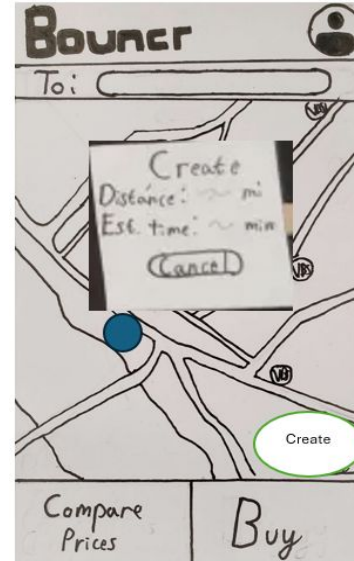 Bouncr
To:
Create
Distance: ~ mi
Est. time: ~ min
Cancel
Create
Compare
Prices
Buy